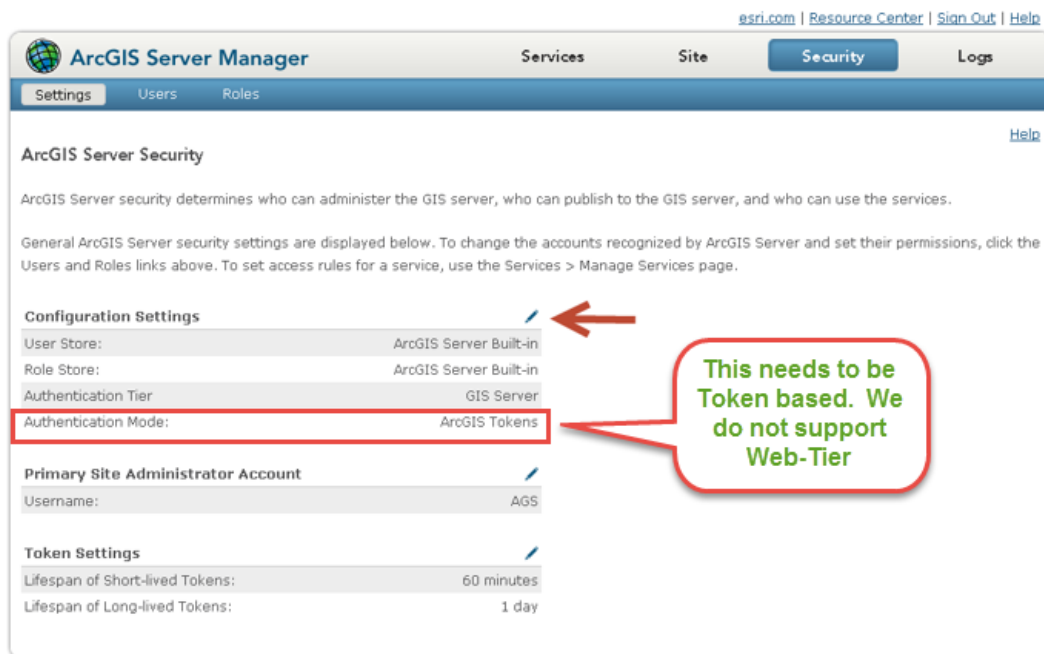 esri.com | Resource Center | Sign Out | Help
ArcGIS Server Manager Services Site Security Logs
Settings Users Roles
Help
ArcGIS Server Security
ArcGIS Server security determines who can administer the GIS server, who can publish to the GIS server, and who can use the services.
General ArcGIS Server security settings are displayed below. To change the accounts recognized by ArcGIS Server and set their permissions, click the
Users and Roles links above. To set access rules for a service, use the Services > Manage Services page.
Configuration Settings
User Store: ArcGIS Server Built-in
Role Store: ArcGIS Server Built-in
Authentication Tier GIS Server
Authentication Mode: ArcGIS Tokens
This needs to be
Token based. We
do not support
Web-Tier
Primary Site Administrator Account
Username: AGS
Token Settings
Lifespan of Short-lived Tokens: 60 minutes
Lifespan of Long-lived Tokens: 1 day